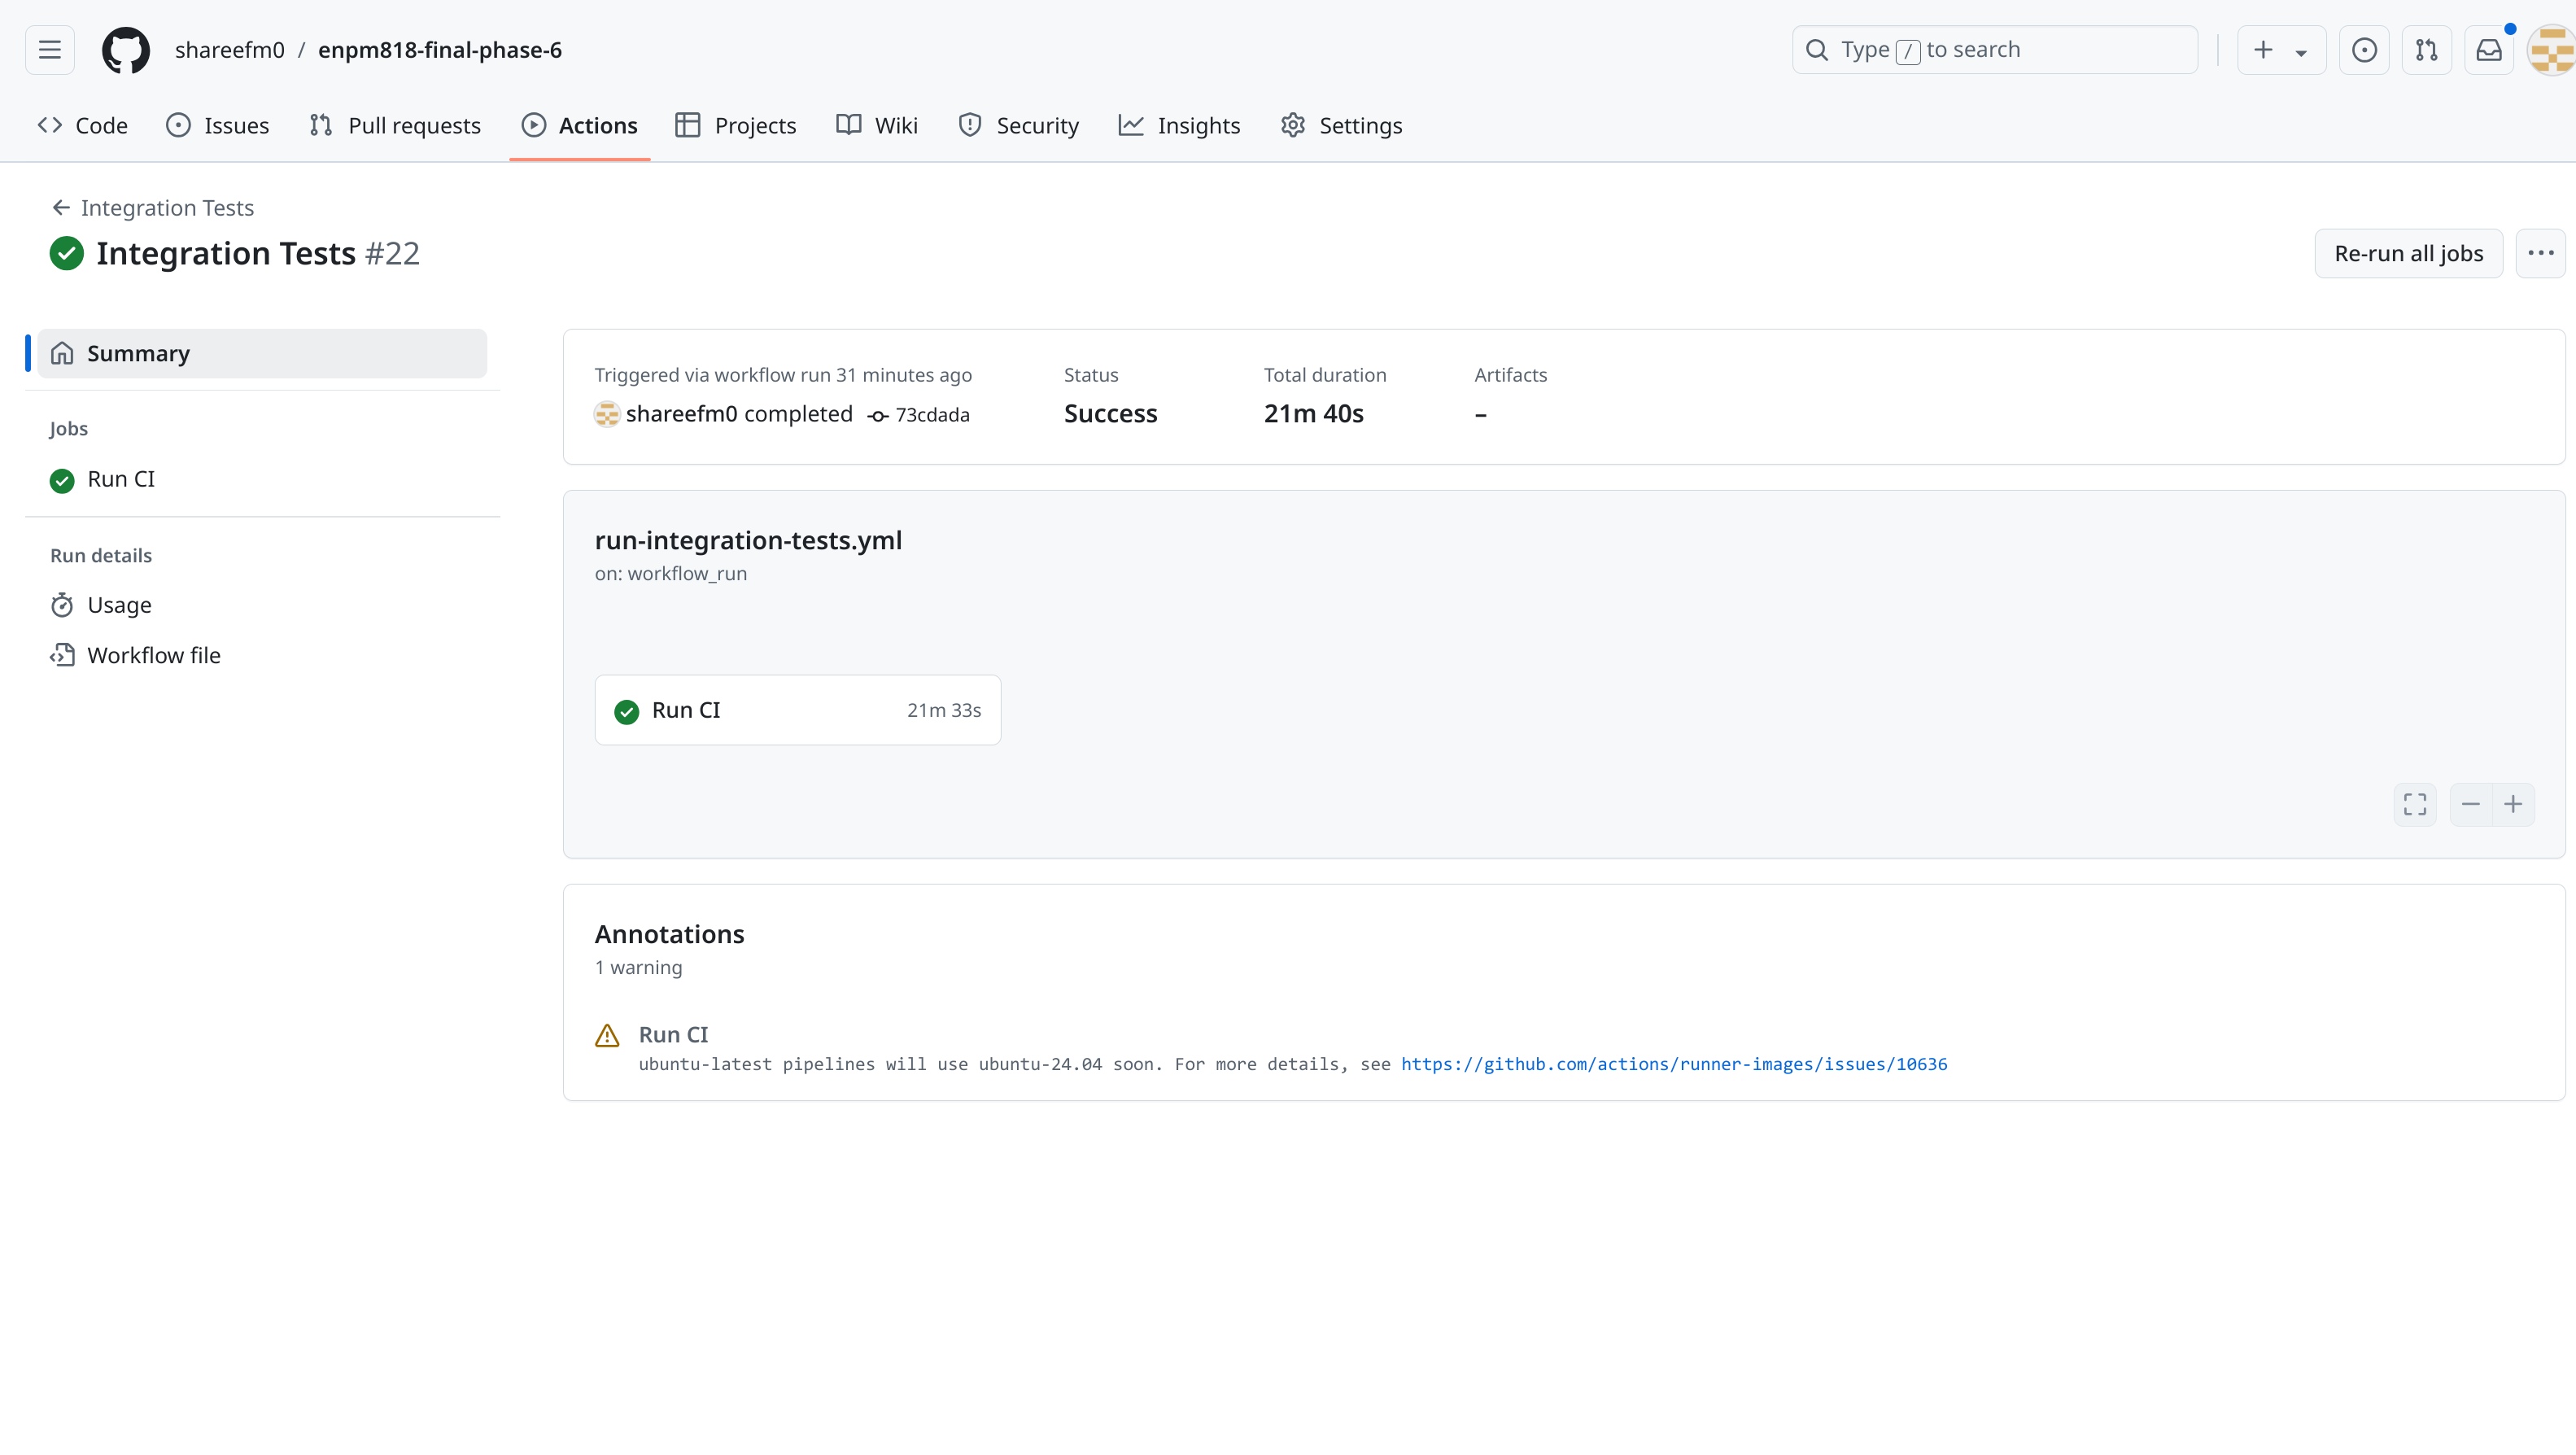 shareefm0 / enpm818-final-phase-6
Type / to search
Code Issues Pull requests Actions Projects Wiki Security Insights Settings
Integration Tests
Integration Tests #22
Re-run all jobs
Summary
Jobs
Run CI
Run details
Usage
Workflow file
Triggered via workflow run 31 minutes ago
shareefm0 completed 73cdada
Status
Success
Total duration
21m 40s
Artifacts
–
run-integration-tests.yml
on: workflow_run
Run CI 21m 33s
Annotations
1 warning
Run CI
ubuntu-latest pipelines will use ubuntu-24.04 soon. For more details, see https://github.com/actions/runner-images/issues/10636